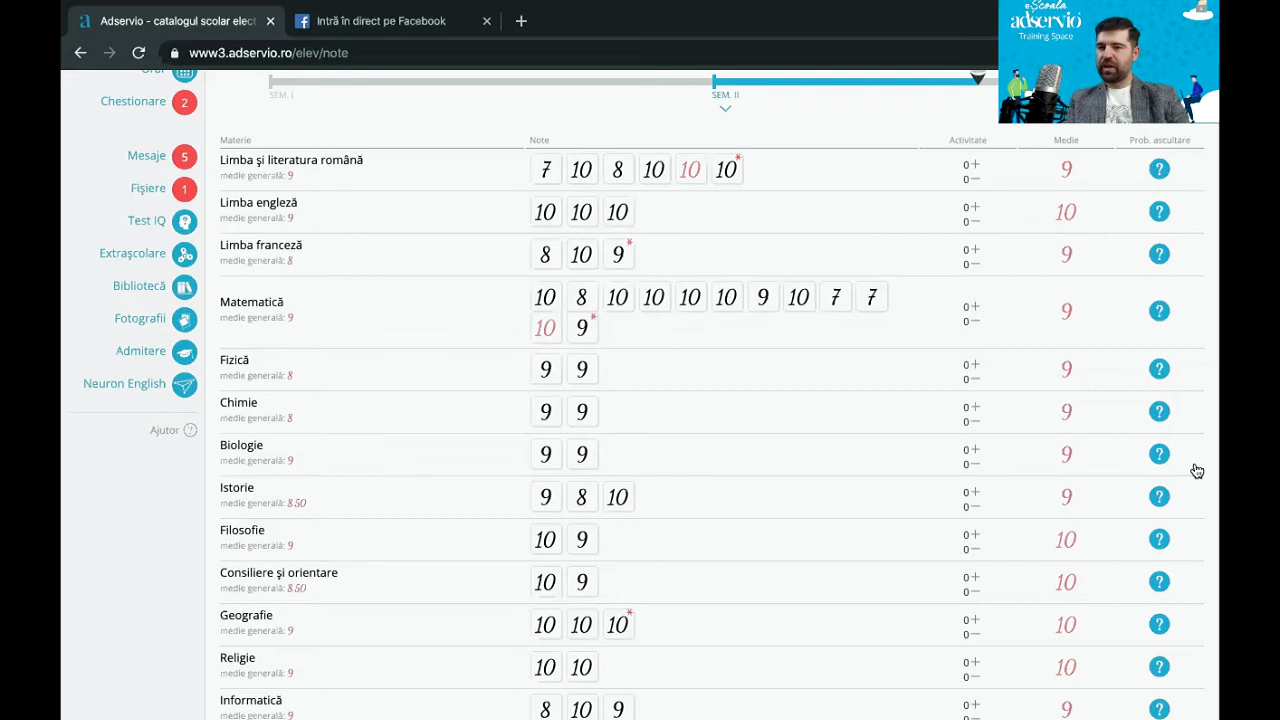 Adservio - catalogul scolar elect
Intră în direct pe Facebook
www3.adservio.ro/elev/note
eȘcoala
adservio
Training Space
Orar
Chestionare 2
Mesaje 5
Fișiere 1
Test IQ
Extrașcolare
Bibliotecă
Fotografii
Admitere
Neuron English
Ajutor ?
SEM. I
SEM. II
Materie Note Activitate Medie Prob. ascultare
Limba și literatura română 7 10 8 10 10 10* 0+ 0− 9 ?
medie generală: 9
Limba engleză 10 10 10 0+ 0− 10 ?
medie generală: 9
Limba franceză 8 10 9* 0+ 0− 9 ?
medie generală: 8
Matematică 10 8 10 10 10 10 9 10 7 7 0+ 0− 9 ?
medie generală: 9 10 9*
Fizică 9 9 0+ 0− 9 ?
medie generală: 8
Chimie 9 9 0+ 0− 9 ?
medie generală: 8
Biologie 9 9 0+ 0− 9 ?
medie generală: 9
Istorie 9 8 10 0+ 0− 9 ?
medie generală: 8.50
Filosofie 10 9 0+ 0− 10 ?
medie generală: 9
Consiliere și orientare 10 9 0+ 0− 10 ?
medie generală: 8.50
Geografie 10 10 10* 0+ 0− 10 ?
medie generală: 9
Religie 10 10 0+ 0− 10 ?
medie generală: 9
Informatică 8 10 9 0+ 0− 9 ?
medie generală: 9